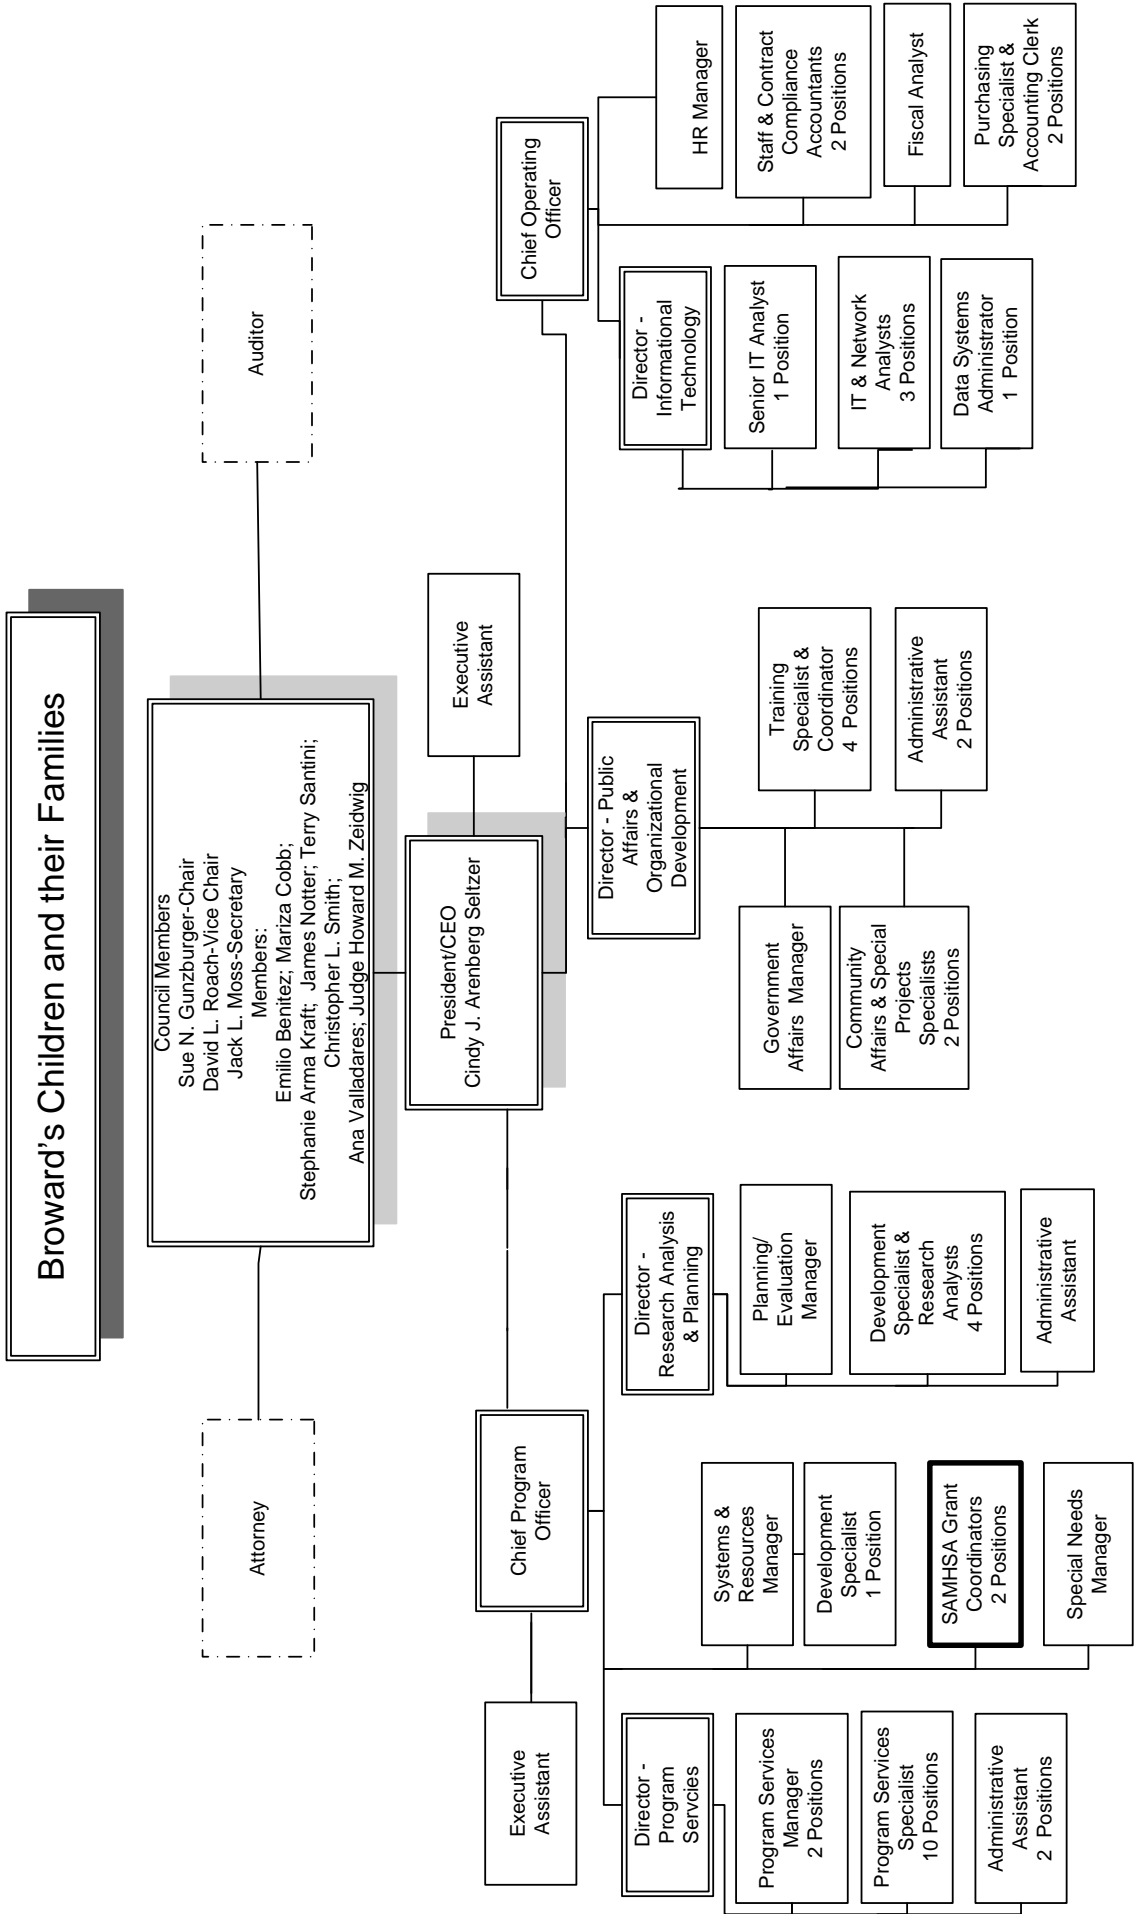 Broward's Children and their Families
Attorney
Council Members
Sue N. Gunzburger-Chair
David L. Roach-Vice Chair
Jack L. Moss-Secretary
Members:
Emilio Benitez; Mariza Cobb;
Stephanie Arma Kraft; James Notter; Terry Santini;
Christopher L. Smith;
Ana Valladares; Judge Howard M. Zeidwig
Auditor
President/CEO
Cindy J. Arenberg Seltzer
Executive
Assistant
Executive
Assistant
Chief Program
Officer
Director -
Program
Servcies
Program Services
Manager
2 Positions
Program Services
Specialist
10 Positions
Administrative
Assistant
2 Positions
Systems &
Resources
Manager
Development
Specialist
1 Position
SAMHSA Grant
Coordinators
2 Positions
Special Needs
Manager
Director -
Research Analysis
& Planning
Planning/
Evaluation
Manager
Development
Specialist &
Research
Analysts
4 Positions
Administrative
Assistant
Director - Public
Affairs &
Organizational
Development
Government
Affairs Manager
Community
Affairs & Special
Projects
Specialists
2 Positions
Training
Specialist &
Coordinator
4 Positions
Administrative
Assistant
2 Positions
Chief Operating
Officer
Director -
Informational
Technology
Senior IT Analyst
1 Position
IT & Network
Analysts
3 Positions
Data Systems
Administrator
1 Position
HR Manager
Staff & Contract
Compliance
Accountants
2 Positions
Fiscal Analyst
Purchasing
Specialist &
Accounting Clerk
2 Positions